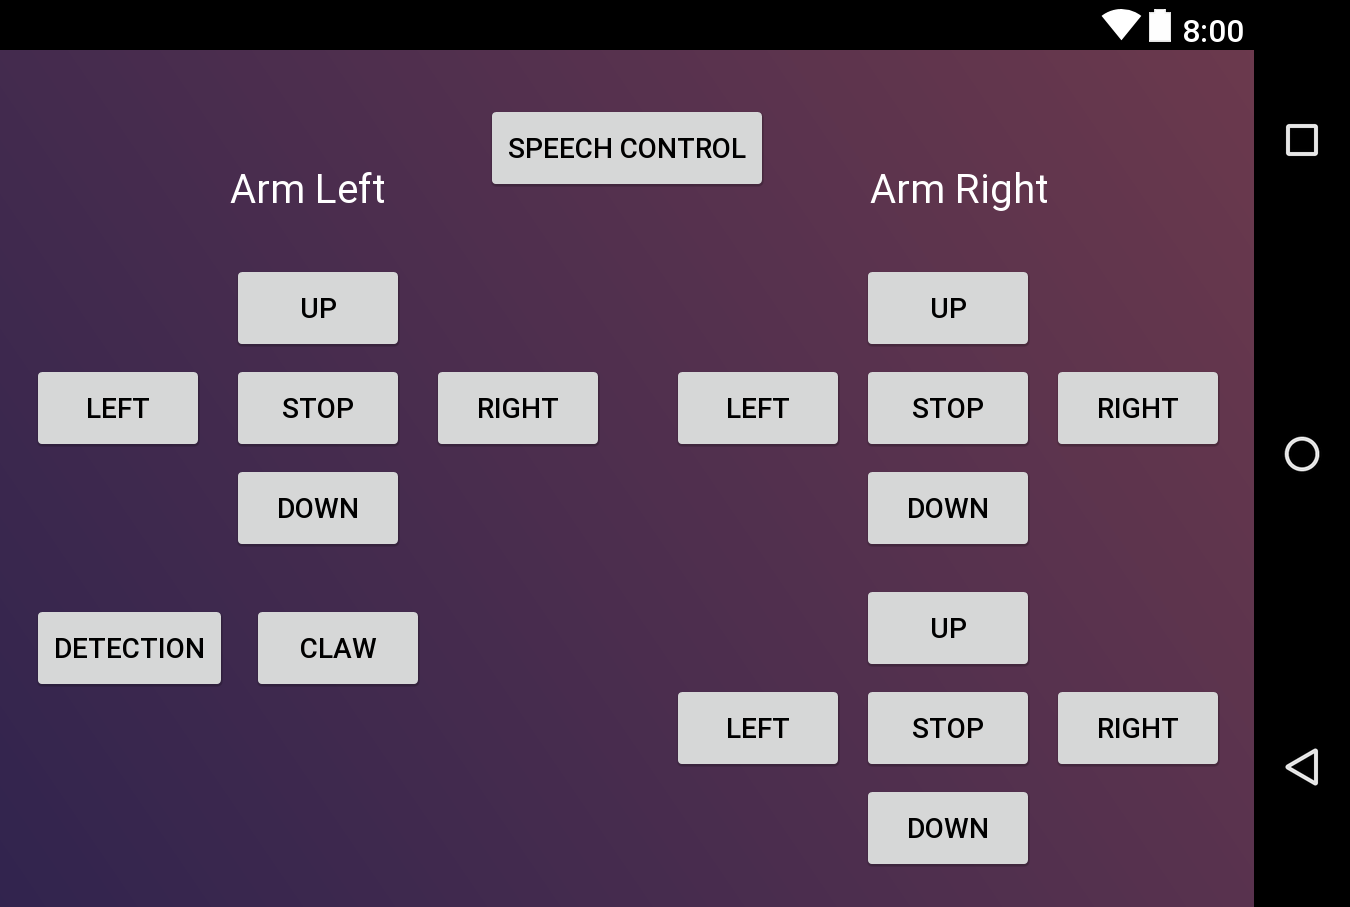 8:00
SPEECH CONTROL
Arm Left
Arm Right
UP
UP
LEFT STOP RIGHT LEFT STOP RIGHT
DOWN
DOWN
UP
DETECTION CLAW
LEFT STOP RIGHT
DOWN